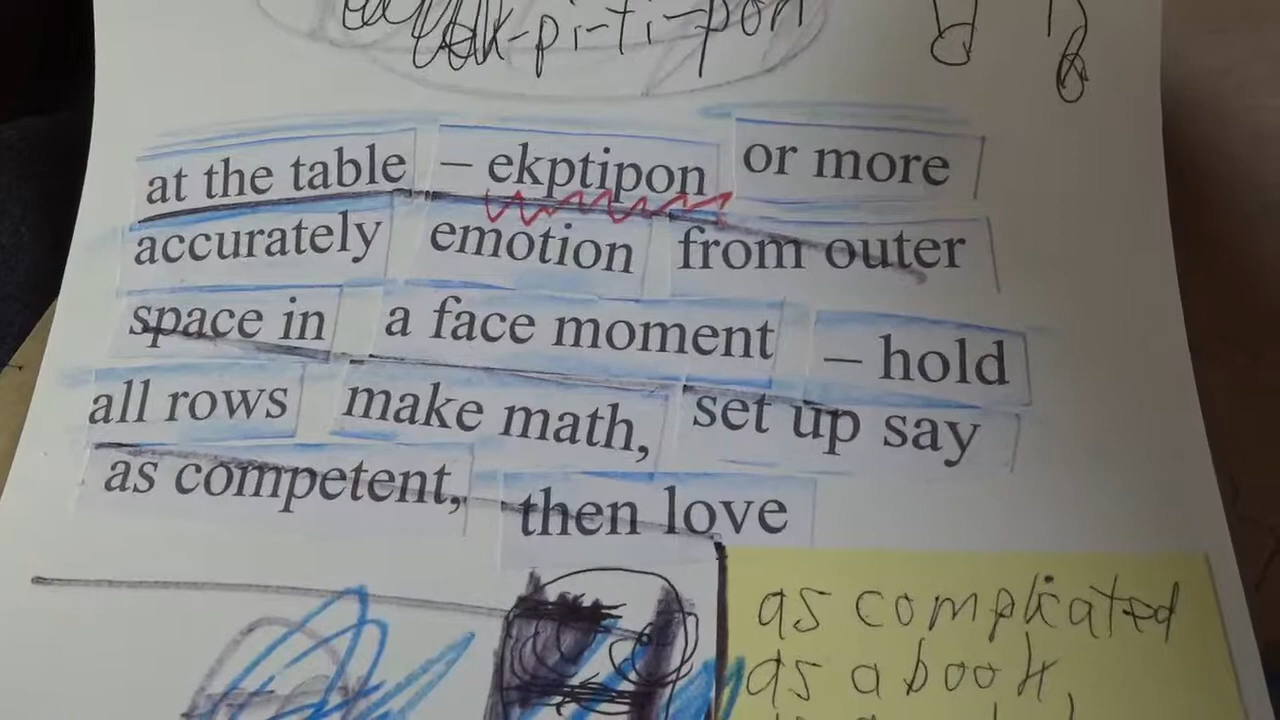 ek-pi-ti-pon
at the table – ekptipon or more
accurately emotion from outer
space in a face moment – hold
all rows make math, set up say
as competent, then love
as complicated
as a book,